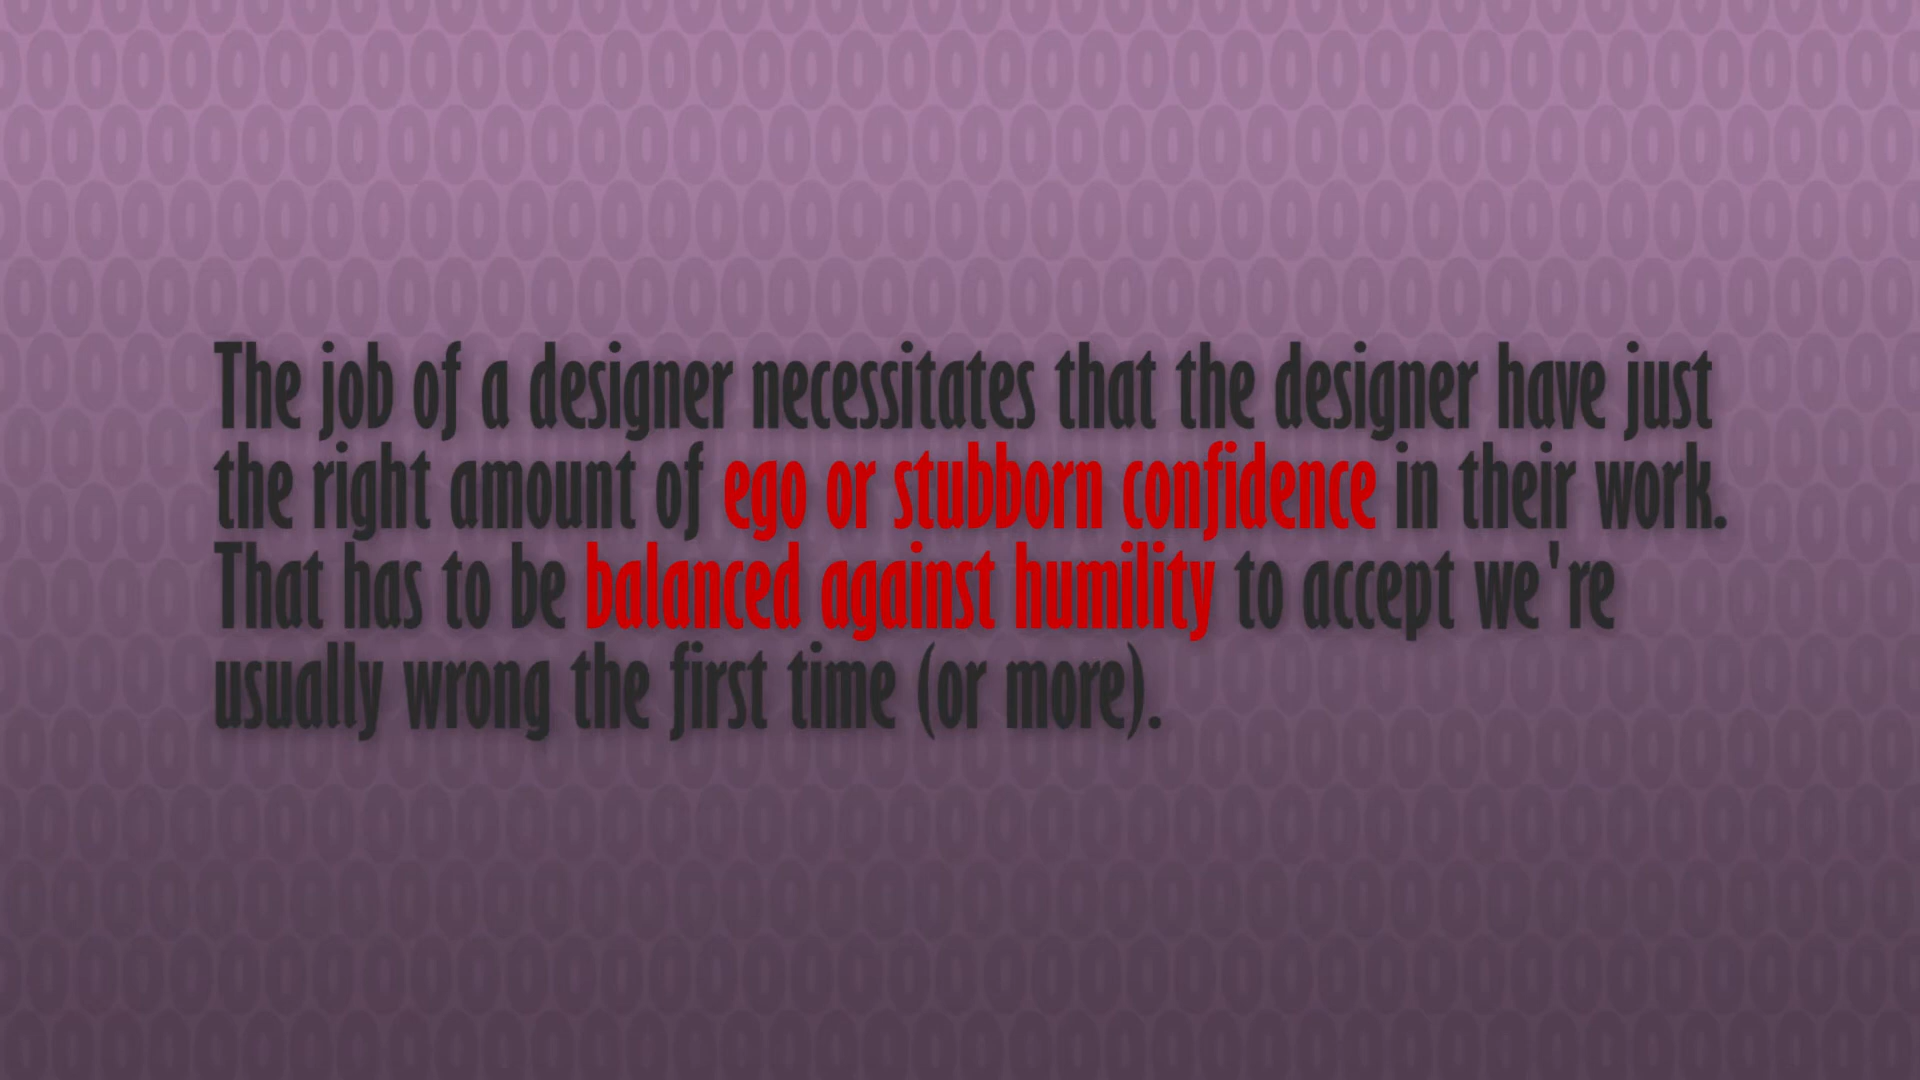 The job of a designer necessitates that the designer have just
the right amount of ego or stubborn confidence in their work.
That has to be balanced against humility to accept we're
usually wrong the first time (or more).